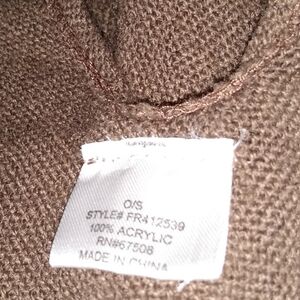 O/S
STYLE# FR412539
100% ACRYLIC
RN#67508
MADE IN CHINA